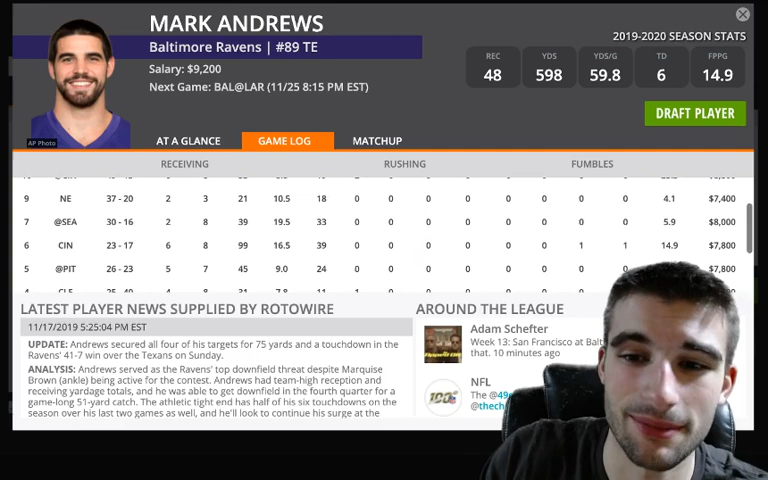 MARK ANDREWS
Baltimore Ravens | #89 TE
Salary: $9,200
Next Game: BAL@LAR (11/25 8:15 PM EST)
2019-2020 SEASON STATS
REC YDS YDS/G TD FPPG
48 598 59.8 6 14.9
DRAFT PLAYER
AP Photo
AT A GLANCE GAME LOG MATCHUP
RECEIVING RUSHING FUMBLES
9 NE 37 - 20 2 3 21 10.5 18 0 0 0 0 0 0 4.1 $7,400
7 @SEA 30 - 16 2 8 39 19.5 33 0 0 0 0 0 0 5.9 $8,000
6 CIN 23 - 17 6 8 99 16.5 39 0 0 0 0 1 1 14.9 $7,800
5 @PIT 26 - 23 5 7 45 9.0 24 0 0 0 0 0 $7,800
LATEST PLAYER NEWS SUPPLIED BY ROTOWIRE
11/17/2019 5:25:04 PM EST
UPDATE: Andrews secured all four of his targets for 75 yards and a touchdown in the
Ravens' 41-7 win over the Texans on Sunday.
ANALYSIS: Andrews served as the Ravens' top downfield threat despite Marquise
Brown (ankle) being active for the contest. Andrews had team-high reception and
receiving yardage totals, and he was able to get downfield in the fourth quarter for a
game-long 51-yard catch. The athletic tight end has half of his six touchdowns on the
season over his last two games as well, and he'll look to continue his surge at the
AROUND THE LEAGUE
Adam Schefter
Week 13: San Francisco at Balt
that. 10 minutes ago
NFL
The @49e
@thech
100